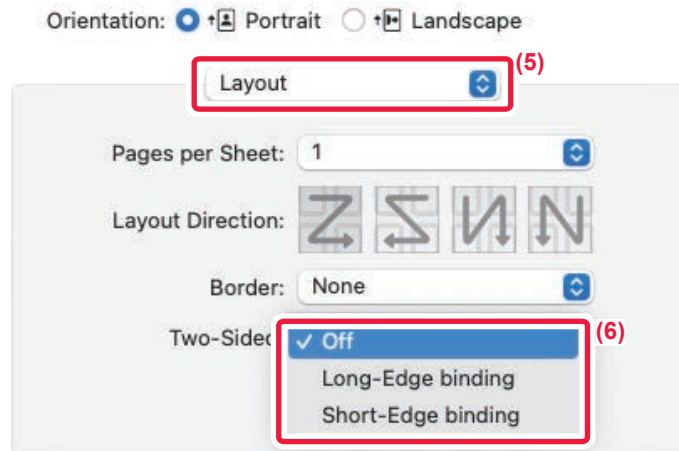 Orientation: Portrait Landscape
(5)
Layout
Pages per Sheet: 1
Layout Direction:
Border: None
Two-Sided
(6)
✓ Off
Long-Edge binding
Short-Edge binding